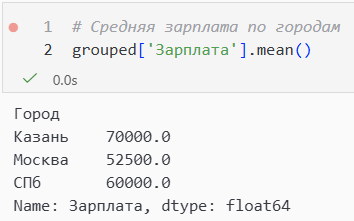 1 # Средняя зарплата по городам
2 grouped['Зарплата'].mean()
0.0s
Город
Казань 70000.0
Москва 52500.0
СПб 60000.0
Name: Зарплата, dtype: float64